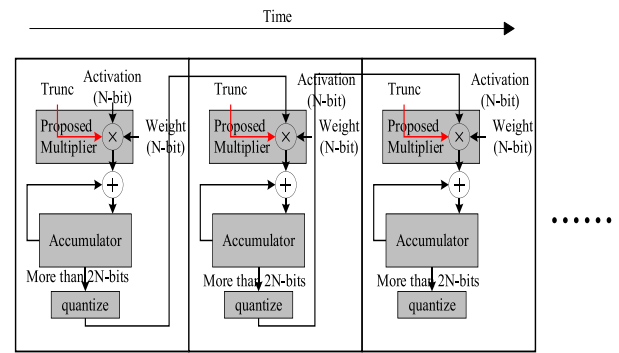 Time
Trunc
Activation
(N-bit)
Proposed
Multiplier
×
Weight
(N-bit)
+
Accumulator
More than 2N-bits
quantize
Trunc
Activation
(N-bit)
Proposed
Multiplier
×
Weight
(N-bit)
+
Accumulator
More than 2N-bits
quantize
Trunc
Activation
(N-bit)
Proposed
Multiplier
×
Weight
(N-bit)
+
Accumulator
More than 2N-bits
quantize
......